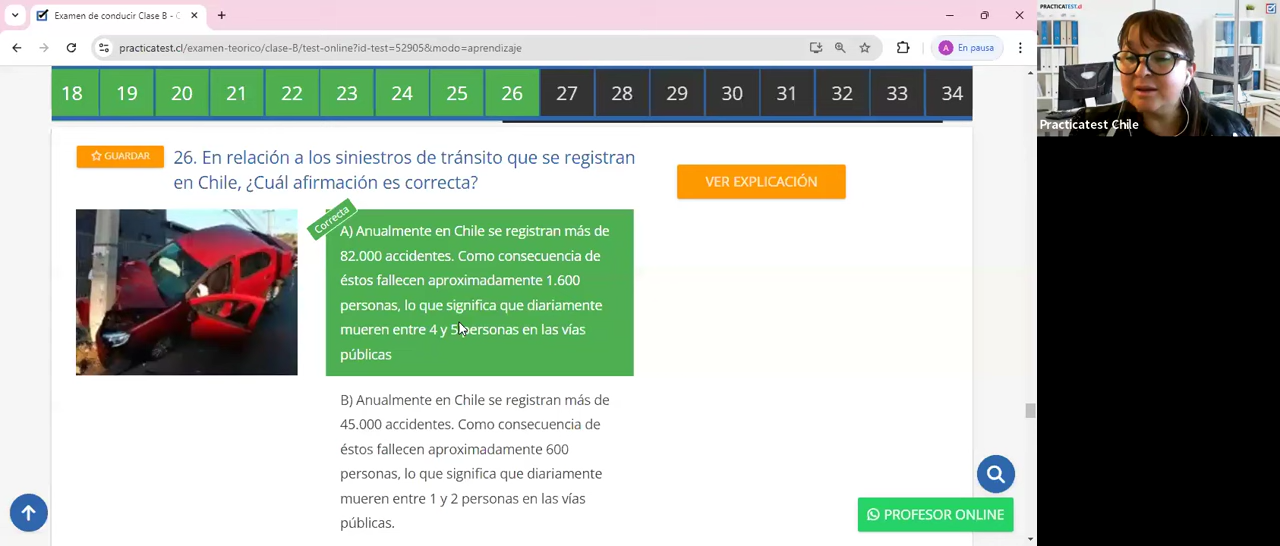 Examen de conducir Clase B - C
practicatest.cl/examen-teorico/clase-B/test-online?id-test=52905&modo=aprendizaje
A
En pausa
PRACTICATEST.cl
Practicatest Chile
18 19 20 21 22 23 24 25 26 27 28 29 30 31 32 33 34
GUARDAR
26. En relación a los siniestros de tránsito que se registran
en Chile, ¿Cuál afirmación es correcta?
VER EXPLICACIÓN
Correcta
A) Anualmente en Chile se registran más de
82.000 accidentes. Como consecuencia de
éstos fallecen aproximadamente 1.600
personas, lo que significa que diariamente
mueren entre 4 y 5 personas en las vías
públicas
B) Anualmente en Chile se registran más de
45.000 accidentes. Como consecuencia de
éstos fallecen aproximadamente 600
personas, lo que significa que diariamente
mueren entre 1 y 2 personas en las vías
públicas.
PROFESOR ONLINE